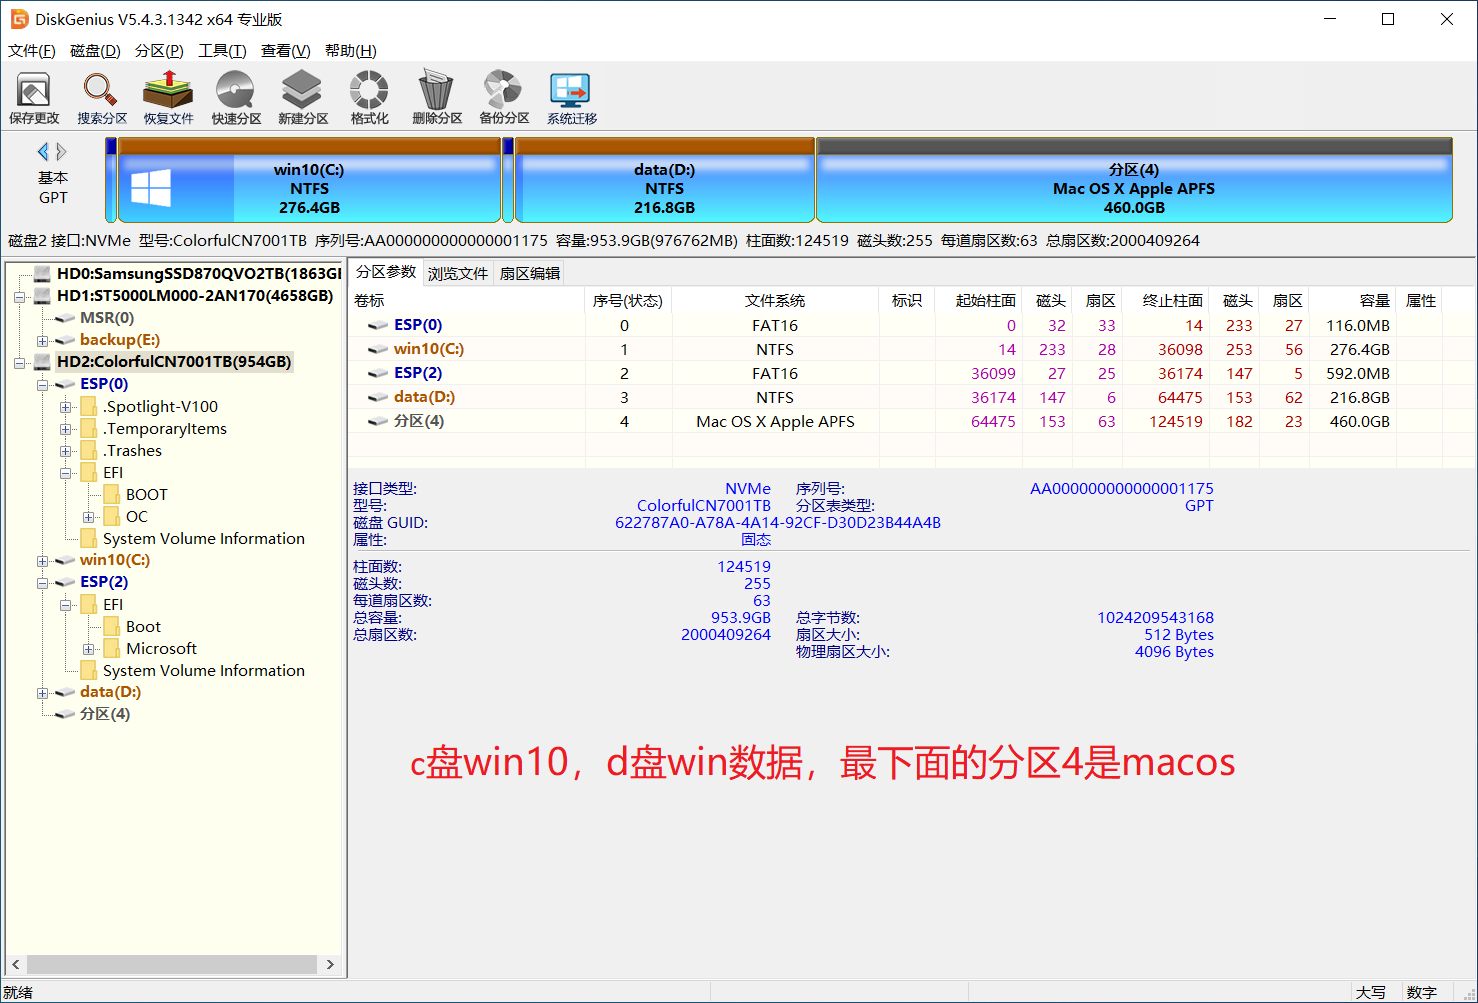 DiskGenius V5.4.3.1342 x64 专业版
文件(F) 磁盘(D) 分区(P) 工具(T) 查看(V) 帮助(H)
保存更改 搜索分区 恢复文件 快速分区 新建分区 格式化 删除分区 备份分区 系统迁移
基本
GPT
win10(C:)
NTFS
276.4GB
data(D:)
NTFS
216.8GB
分区(4)
Mac OS X Apple APFS
460.0GB
磁盘2 接口:NVMe 型号:ColorfulCN7001TB 序列号:AA000000000000001175 容量:953.9GB(976762MB) 柱面数:124519 磁头数:255 每道扇区数:63 总扇区数:2000409264
HD0:SamsungSSD870QVO2TB(1863GI
HD1:ST5000LM000-2AN170(4658GB)
MSR(0)
backup(E:)
HD2:ColorfulCN7001TB(954GB)
ESP(0)
.Spotlight-V100
.TemporaryItems
.Trashes
EFI
BOOT
OC
System Volume Information
win10(C:)
ESP(2)
EFI
Boot
Microsoft
System Volume Information
data(D:)
分区(4)
分区参数 浏览文件 扇区编辑
卷标 序号(状态) 文件系统 标识 起始柱面 磁头 扇区 终止柱面 磁头 扇区 容量 属性
ESP(0) 0 FAT16 0 32 33 14 233 27 116.0MB
win10(C:) 1 NTFS 14 233 28 36098 253 56 276.4GB
ESP(2) 2 FAT16 36099 27 25 36174 147 5 592.0MB
data(D:) 3 NTFS 36174 147 6 64475 153 62 216.8GB
分区(4) 4 Mac OS X Apple APFS 64475 153 63 124519 182 23 460.0GB
接口类型: NVMe 序列号: AA000000000000001175
型号: ColorfulCN7001TB 分区表类型: GPT
磁盘 GUID: 622787A0-A78A-4A14-92CF-D30D23B44A4B
属性: 固态
柱面数: 124519
磁头数: 255
每道扇区数: 63
总容量: 953.9GB 总字节数: 1024209543168
总扇区数: 2000409264 扇区大小: 512 Bytes
物理扇区大小: 4096 Bytes
c盘win10，d盘win数据，最下面的分区4是macos
就绪 大写 数字